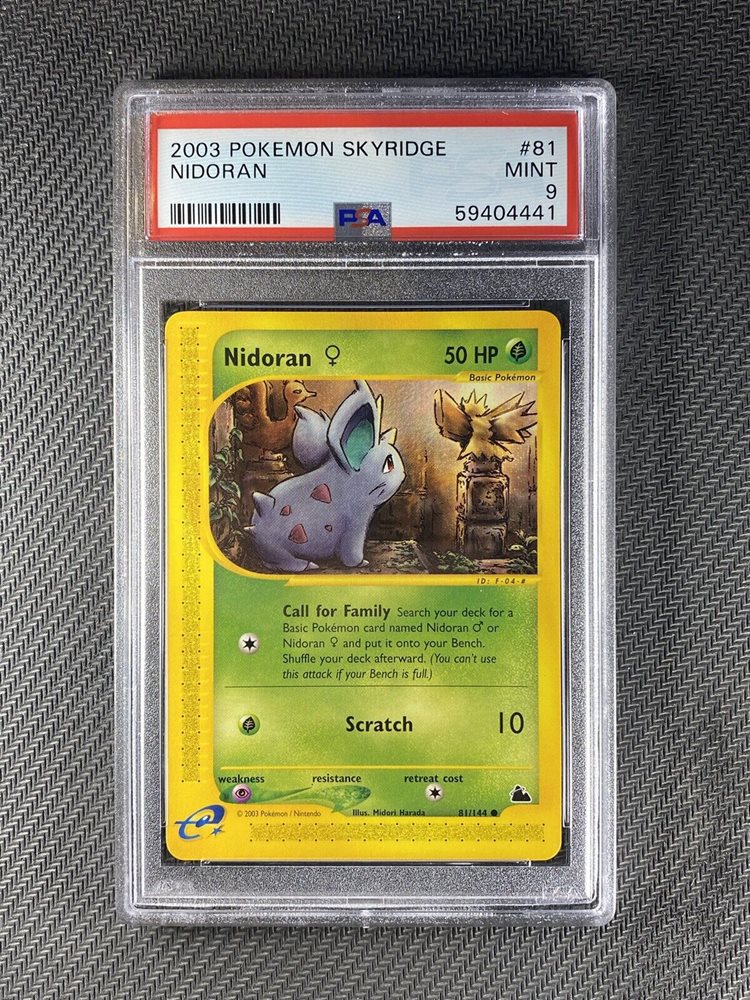 2003 POKEMON SKYRIDGE #81
NIDORAN MINT
9
PSA 59404441
Nidoran ♀ 50 HP
Basic Pokémon
ID: F-04-#
Call for Family Search your deck for a
Basic Pokémon card named Nidoran ♂ or
Nidoran ♀ and put it onto your Bench.
Shuffle your deck afterward. (You can't use
this attack if your Bench is full.)
Scratch 10
weakness resistance retreat cost
e
© 2003 Pokémon / Nintendo Illus. Midori Harada 81/144 ●